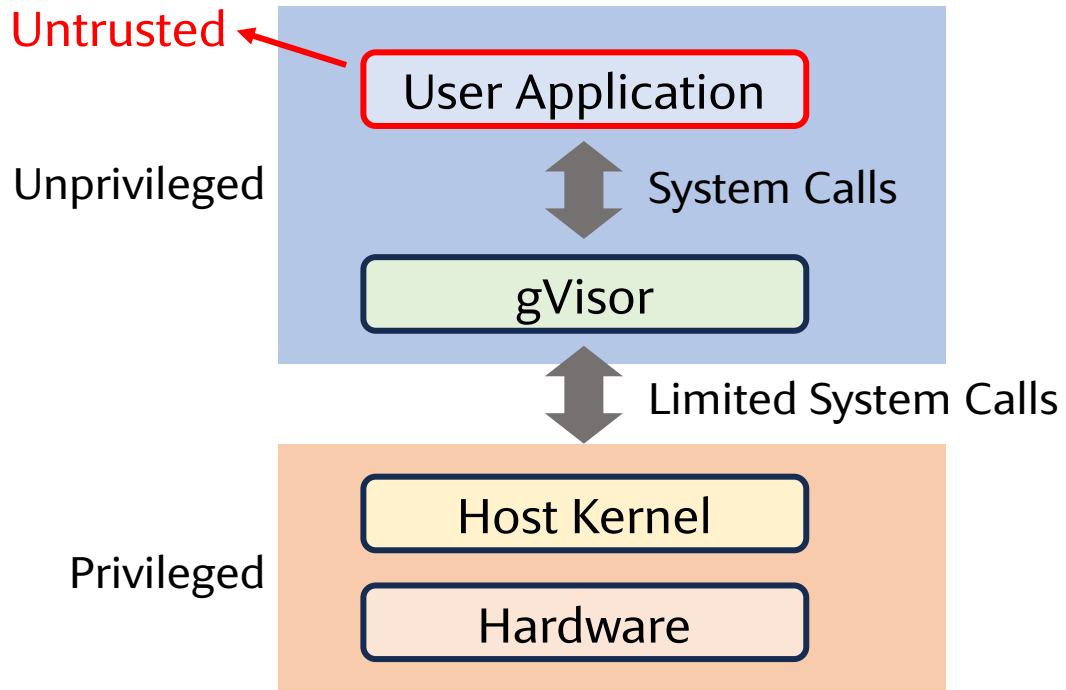 Untrusted
User Application
Unprivileged
System Calls
gVisor
Limited System Calls
Host Kernel
Privileged
Hardware